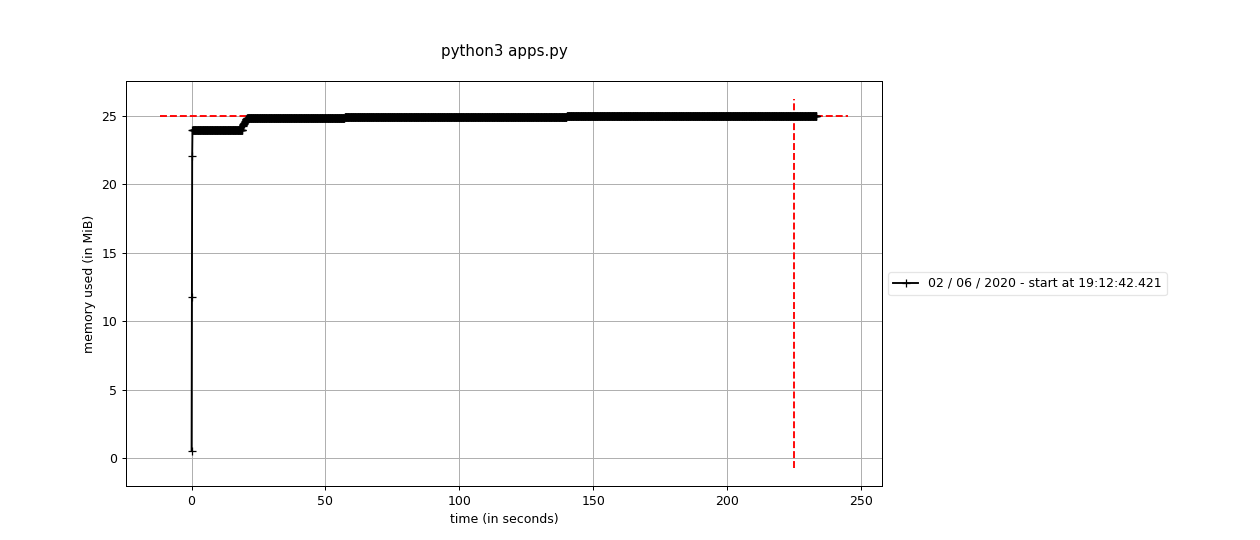 python3 apps.py
memory used (in MiB)
25
20
15
10
5
0
0 50 100 150 200 250
time (in seconds)
02 / 06 / 2020 - start at 19:12:42.421